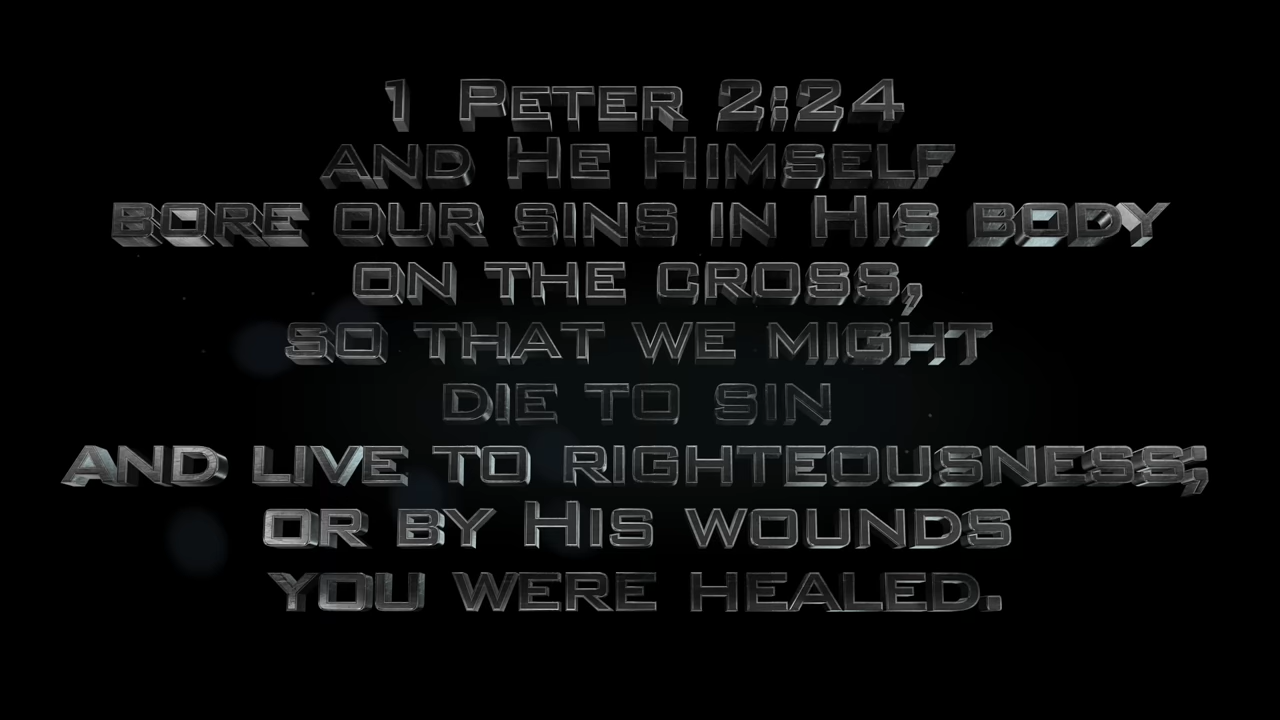 1 Peter 2:24
and He Himself
bore our sins in His body
on the cross,
so that we might
die to sin
and live to righteousness;
or by His wounds
you were healed.